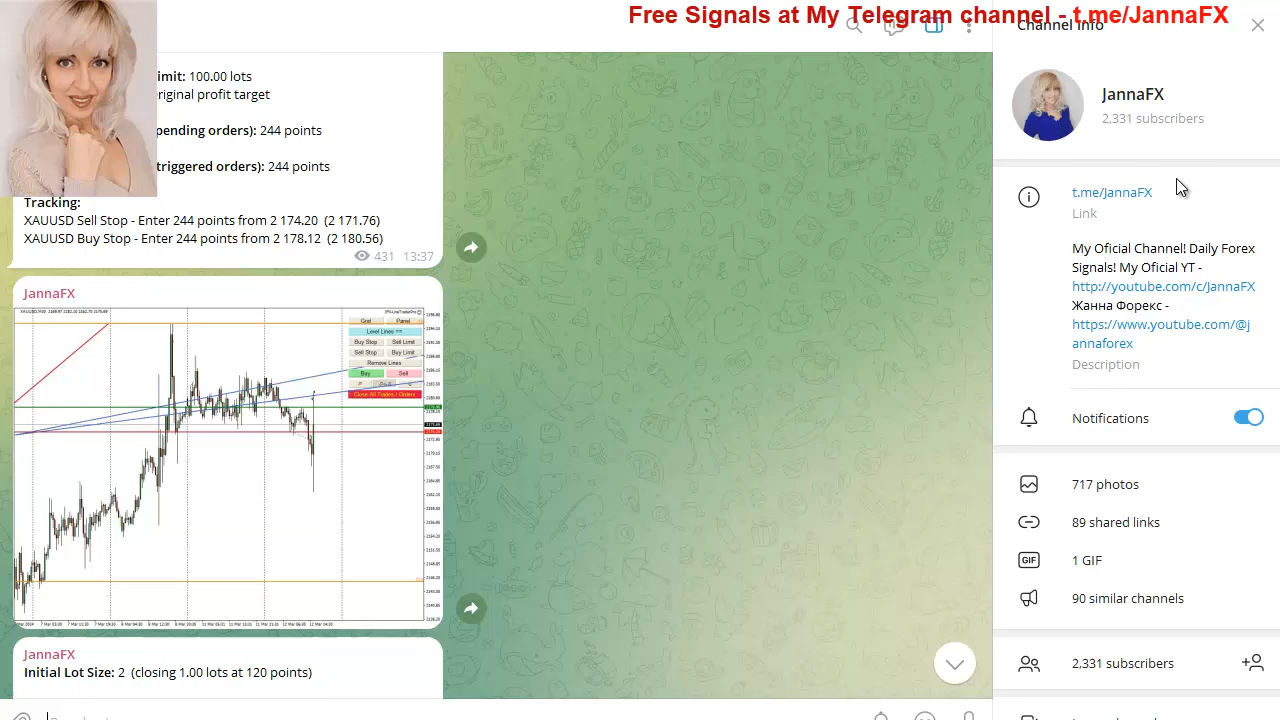 Free Signals at My Telegram channel - t.me/JannaFX
imit: 100.00 lots
riginal profit target
pending orders): 244 points
triggered orders): 244 points
Tracking:
XAUUSD Sell Stop - Enter 244 points from 2 174.20 (2 171.76)
XAUUSD Buy Stop - Enter 244 points from 2 178.12 (2 180.56)
431 13:37
JannaFX
Grid Panel
Level Lines ==
Buy Stop Sell Limit
Sell Stop Buy Limit
Remove Lines
Buy Sell
Close All Trades / Orders
JannaFX
Initial Lot Size: 2 (closing 1.00 lots at 120 points)
Channel Info
JannaFX
2,331 subscribers
t.me/JannaFX
Link
My Oficial Channel! Daily Forex
Signals! My Oficial YT -
http://youtube.com/c/JannaFX
Жанна Форекс -
https://www.youtube.com/@j
annaforex
Description
Notifications
717 photos
89 shared links
GIF 1 GIF
90 similar channels
2,331 subscribers